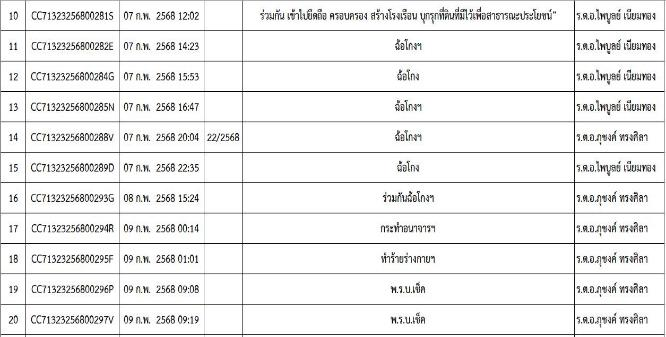 10 CC71323256800281S 07 ก.พ. 2568 12:02 ร่วมกัน เข้าไปยึดถือ ครอบครอง สร้างโรงเรือน บุกรุกที่ดินที่มีไว้เพื่อสาธารณะประโยชน์" ร.ต.อ.ไพบูลย์ เนียมทอง
11 CC71323256800282E 07 ก.พ. 2568 14:23 ฉ้อโกงฯ ร.ต.อ.ไพบูลย์ เนียมทอง
12 CC71323256800284G 07 ก.พ. 2568 15:53 ฉ้อโกง ร.ต.อ.ไพบูลย์ เนียมทอง
13 CC71323256800285N 07 ก.พ. 2568 16:47 ฉ้อโกงฯ ร.ต.อ.ไพบูลย์ เนียมทอง
14 CC71323256800288V 07 ก.พ. 2568 20:04 22/2568 ฉ้อโกงฯ ร.ต.อ.ภุชงค์ ทรงศิลา
15 CC71323256800289D 07 ก.พ. 2568 22:35 ฉ้อโกง ร.ต.อ.ไพบูลย์ เนียมทอง
16 CC71323256800293G 08 ก.พ. 2568 15:24 ร่วมกันฉ้อโกงฯ ร.ต.อ.ภุชงค์ ทรงศิลา
17 CC71323256800294R 09 ก.พ. 2568 00:14 กระทำอนาจารฯ ร.ต.อ.ภุชงค์ ทรงศิลา
18 CC71323256800295F 09 ก.พ. 2568 01:01 ทำร้ายร่างกายฯ ร.ต.อ.ภุชงค์ ทรงศิลา
19 CC71323256800296P 09 ก.พ. 2568 09:08 พ.ร.บ.เช็ค ร.ต.อ.ภุชงค์ ทรงศิลา
20 CC71323256800297V 09 ก.พ. 2568 09:19 พ.ร.บ.เช็ค ร.ต.อ.ภุชงค์ ทรงศิลา